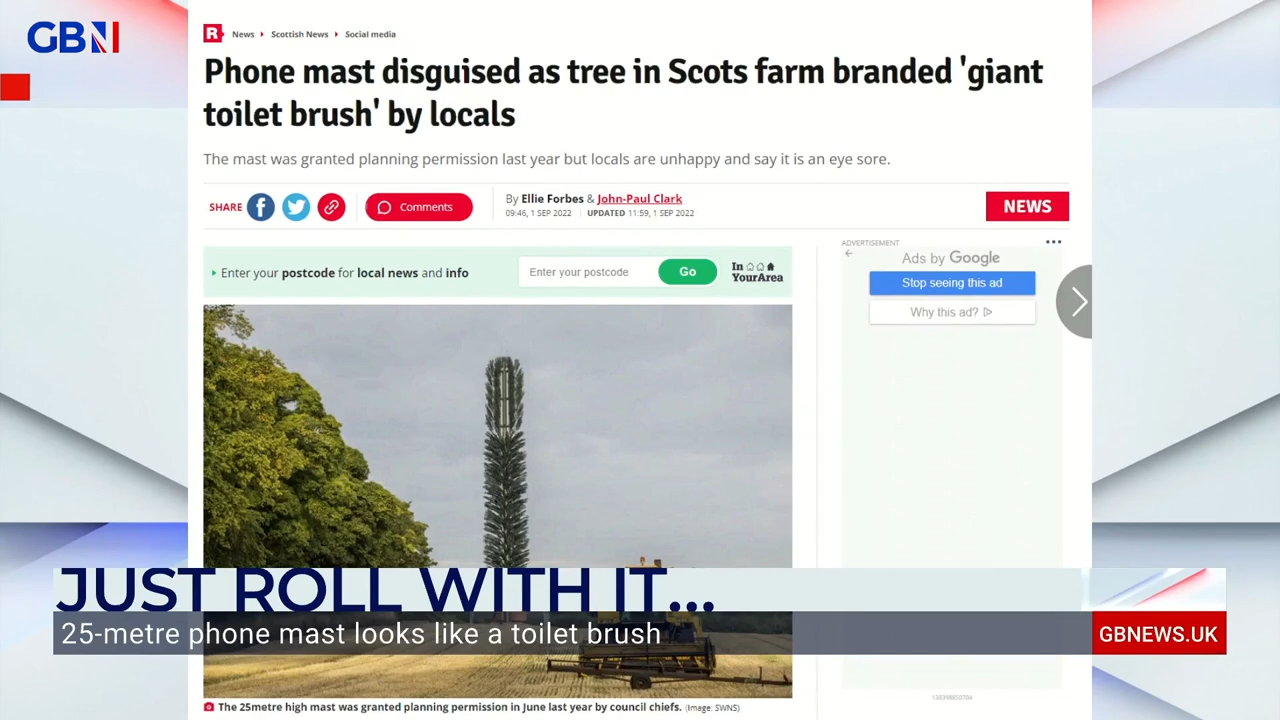 GBN
R News Scottish News Social media
Phone mast disguised as tree in Scots farm branded 'giant
toilet brush' by locals
The mast was granted planning permission last year but locals are unhappy and say it is an eye sore.
SHARE Comments By Ellie Forbes & John-Paul Clark
09:46, 1 SEP 2022 UPDATED 11:59, 1 SEP 2022
NEWS
ADVERTISEMENT
Enter your postcode for local news and info Enter your postcode Go In YourArea
Ads by Google
Stop seeing this ad
Why this ad?
JUST ROLL WITH IT...
25-metre phone mast looks like a toilet brush
GBNEWS.UK
The 25metre high mast was granted planning permission in June last year by council chiefs. (Image: SWNS)